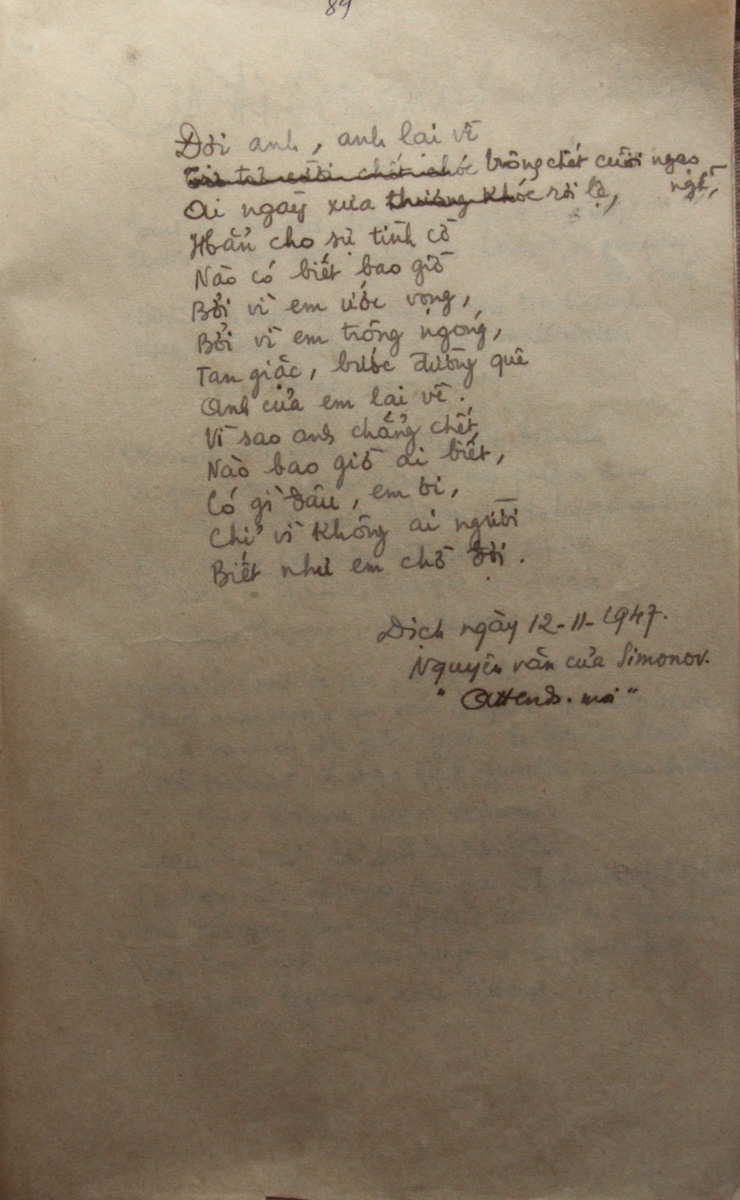 89
Đợi anh, anh lại về
Trông chết cười ngạo
nghễ,
Ai ngày xưa rơi lệ,
Hẳn cho sự tình cờ
Nào có biết bao giờ
Bởi vì em ước vọng,
Bởi vì em trông ngóng,
Tan giặc, bước đường quê
Anh của em lại về.
Vì sao anh chẳng chết,
Nào bao giờ ai biết,
Có gì đâu, em ơi,
Chỉ vì không ai người
Biết như em chờ đợi.
Dịch ngày 12-11-1947.
Nguyên văn của Simonov.
"Attends-moi"